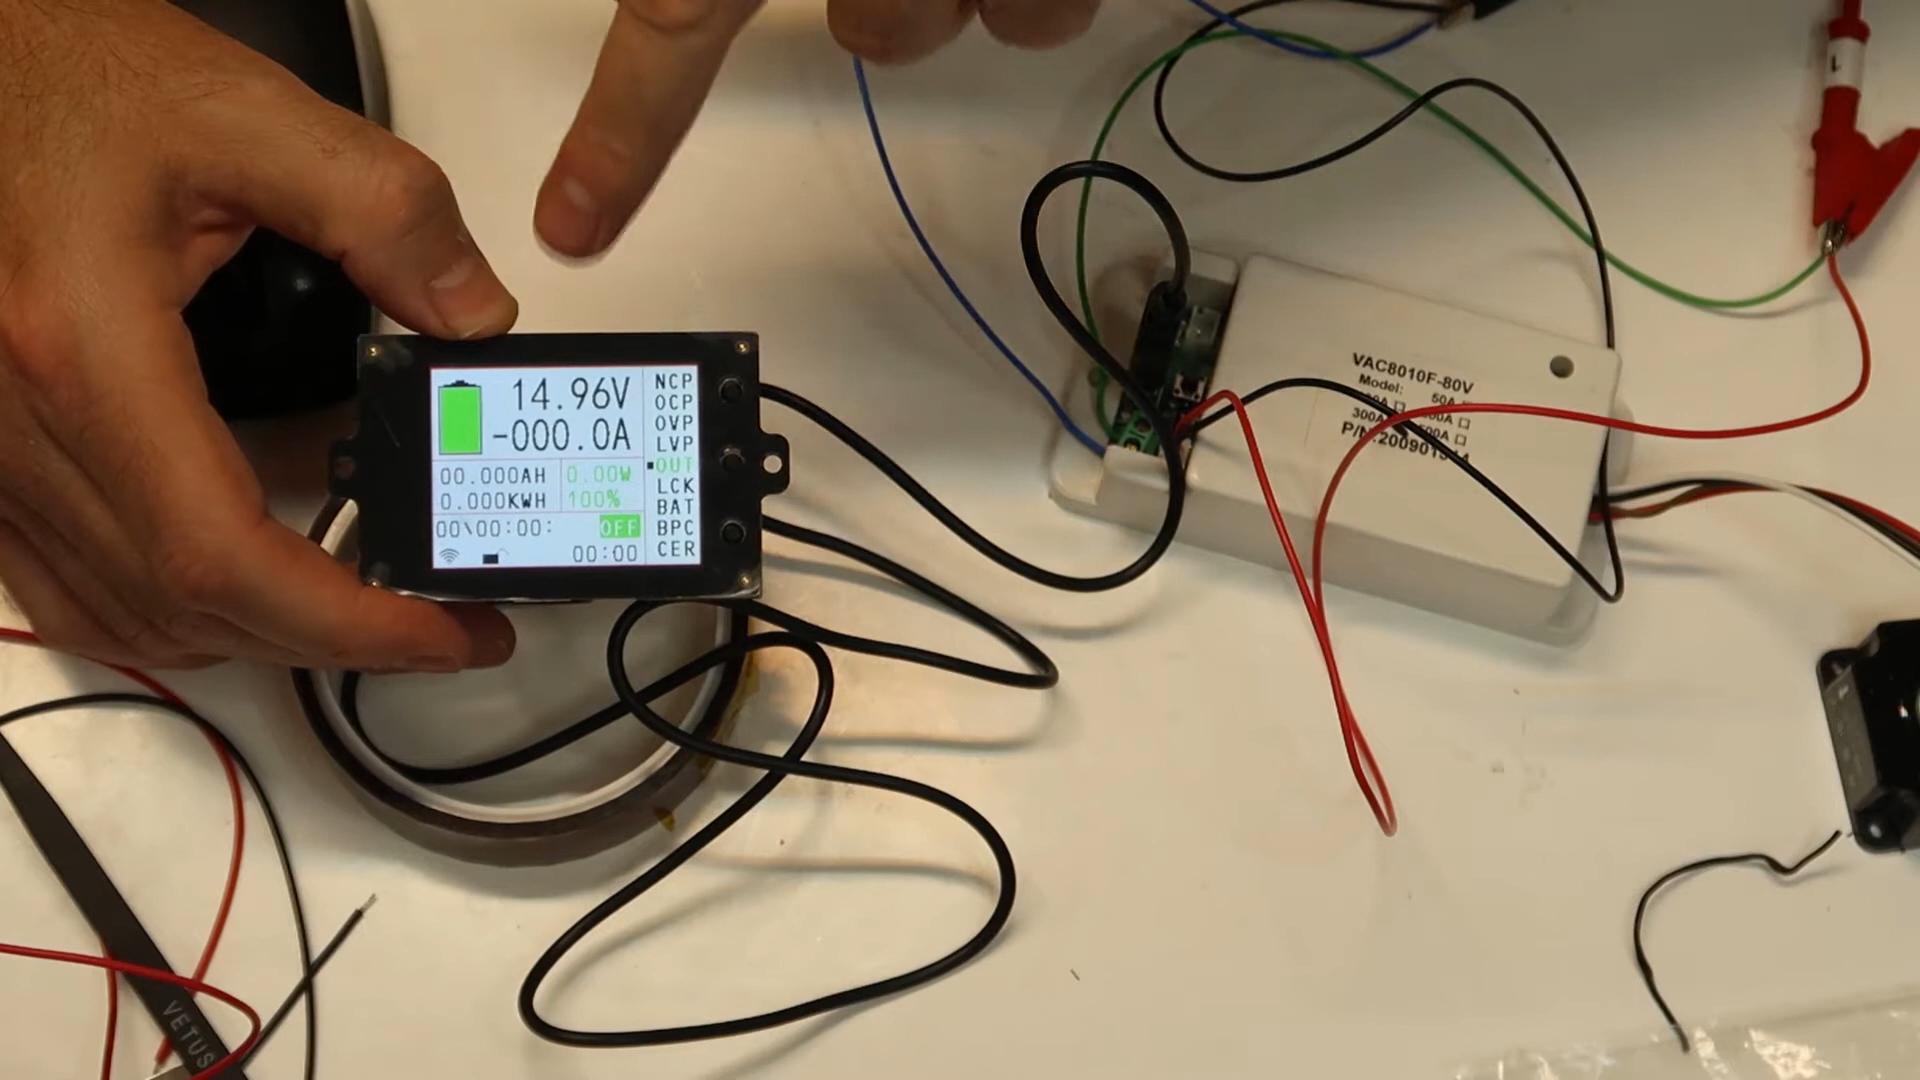 14.96V
-000.0A
00.000AH
0.00W
0.000KWH
100%
00\00:00:
OFF
00:00
NCP
OCP
OVP
LVP
OUT
LCK
BAT
BPC
CER
VAC8010F-80V
Model:
50A
300A
VETUS
L